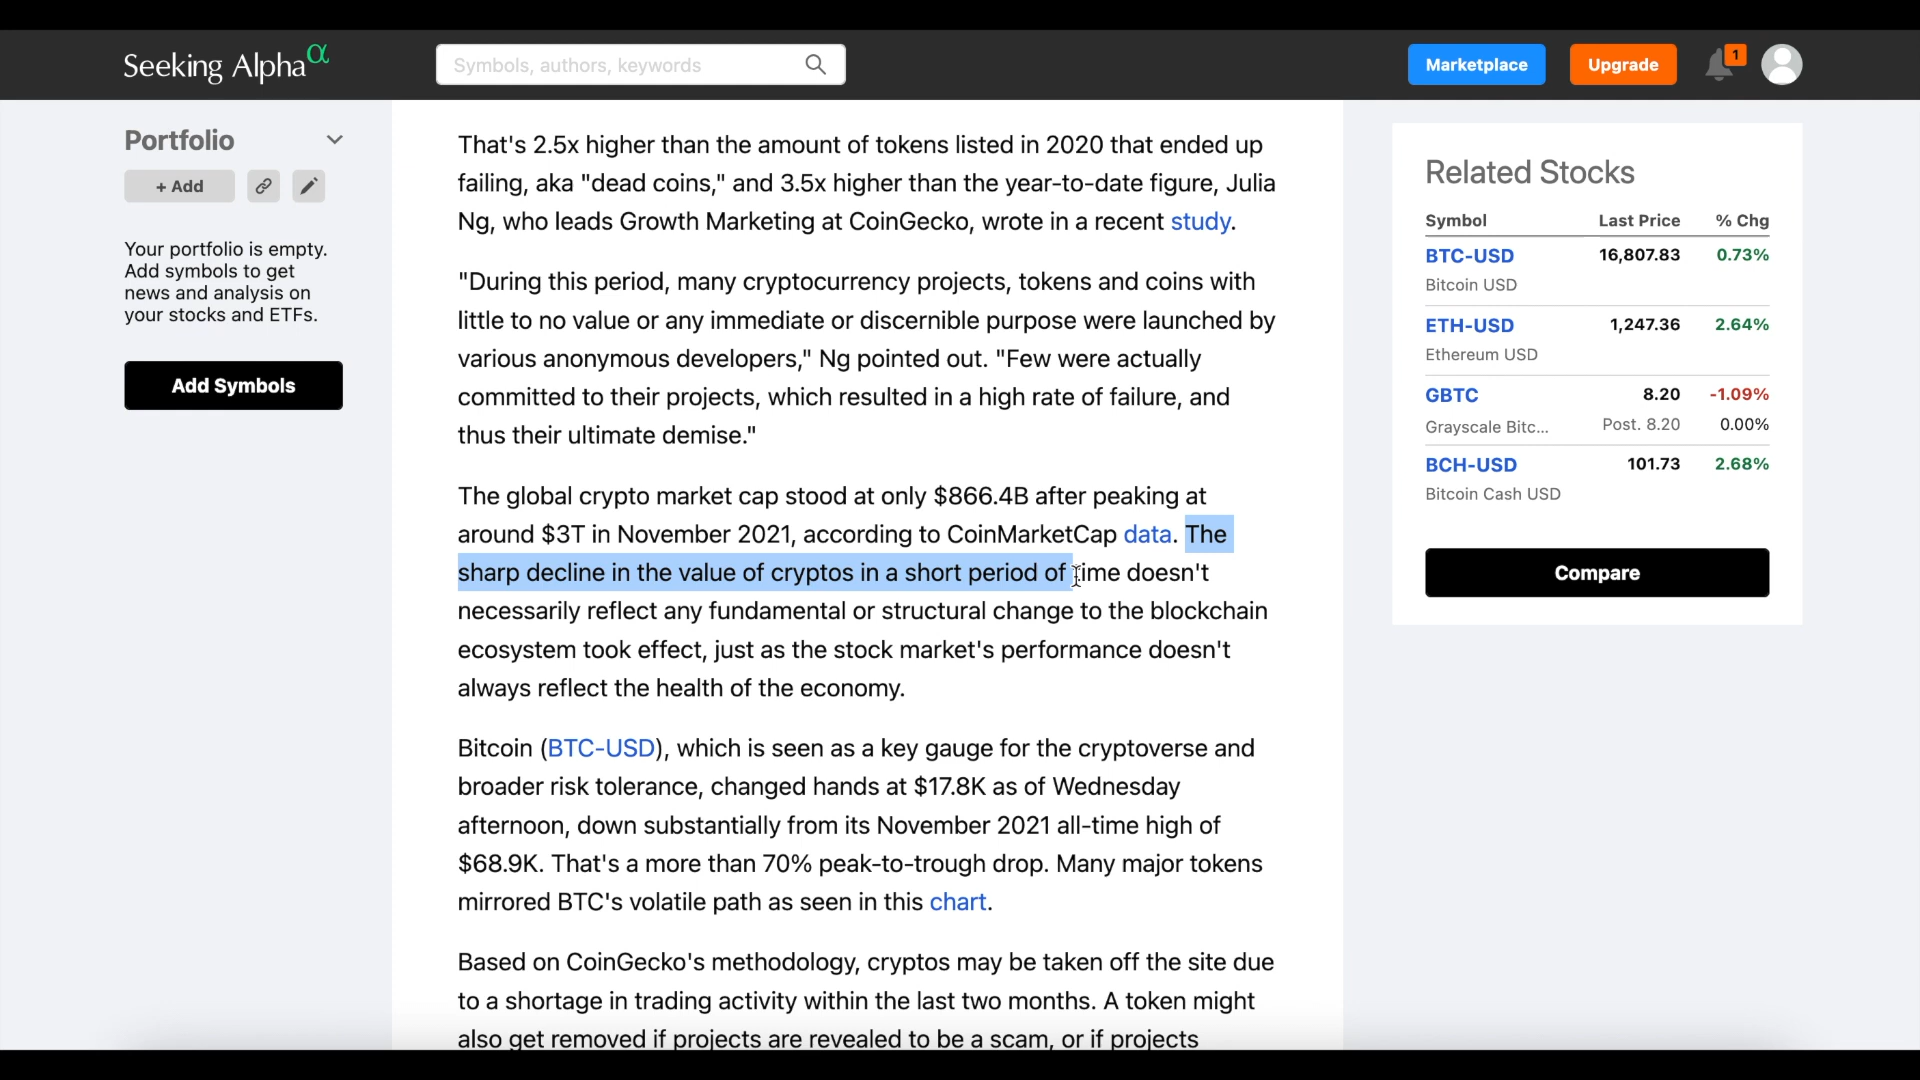 Seeking Alpha α
Symbols, authors, keywords
Marketplace
Upgrade
1
Portfolio
+ Add
Your portfolio is empty.
Add symbols to get
news and analysis on
your stocks and ETFs.
Add Symbols
That's 2.5x higher than the amount of tokens listed in 2020 that ended up
failing, aka "dead coins," and 3.5x higher than the year-to-date figure, Julia
Ng, who leads Growth Marketing at CoinGecko, wrote in a recent study.
"During this period, many cryptocurrency projects, tokens and coins with
little to no value or any immediate or discernible purpose were launched by
various anonymous developers," Ng pointed out. "Few were actually
committed to their projects, which resulted in a high rate of failure, and
thus their ultimate demise."
The global crypto market cap stood at only $866.4B after peaking at
around $3T in November 2021, according to CoinMarketCap data. The
sharp decline in the value of cryptos in a short period of time doesn't
necessarily reflect any fundamental or structural change to the blockchain
ecosystem took effect, just as the stock market's performance doesn't
always reflect the health of the economy.
Bitcoin (BTC-USD), which is seen as a key gauge for the cryptoverse and
broader risk tolerance, changed hands at $17.8K as of Wednesday
afternoon, down substantially from its November 2021 all-time high of
$68.9K. That's a more than 70% peak-to-trough drop. Many major tokens
mirrored BTC's volatile path as seen in this chart.
Based on CoinGecko's methodology, cryptos may be taken off the site due
to a shortage in trading activity within the last two months. A token might
also get removed if projects are revealed to be a scam, or if projects
Related Stocks
Symbol Last Price % Chg
BTC-USD 16,807.83 0.73%
Bitcoin USD
ETH-USD 1,247.36 2.64%
Ethereum USD
GBTC 8.20 -1.09%
Grayscale Bitc... Post. 8.20 0.00%
BCH-USD 101.73 2.68%
Bitcoin Cash USD
Compare